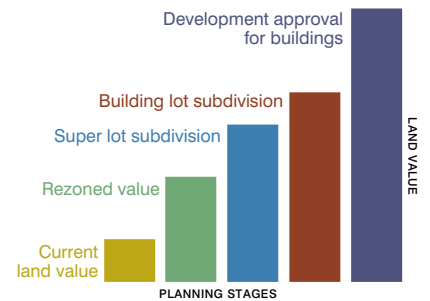 Development approval
for buildings
Building lot subdivision
Super lot subdivision
Rezoned value
Current
land value
LAND VALUE
PLANNING STAGES